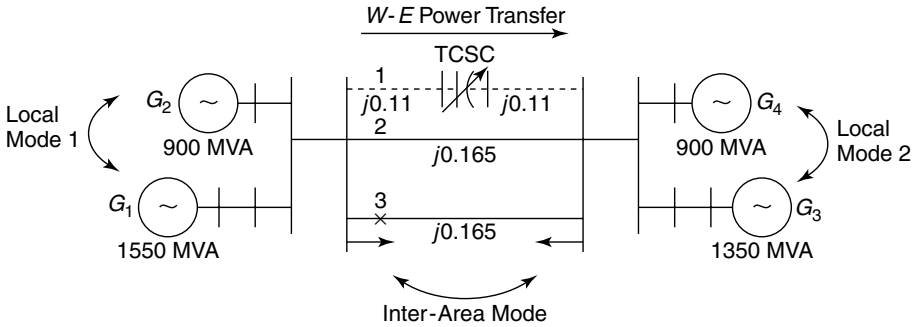 W-E Power Transfer
TCSC
1
j0.11
j0.11
G2
~
900 MVA
Local
Mode 1
2
j0.165
G4
~
900 MVA
Local
Mode 2
G1
~
1550 MVA
3
j0.165
G3
~
1350 MVA
Inter-Area Mode